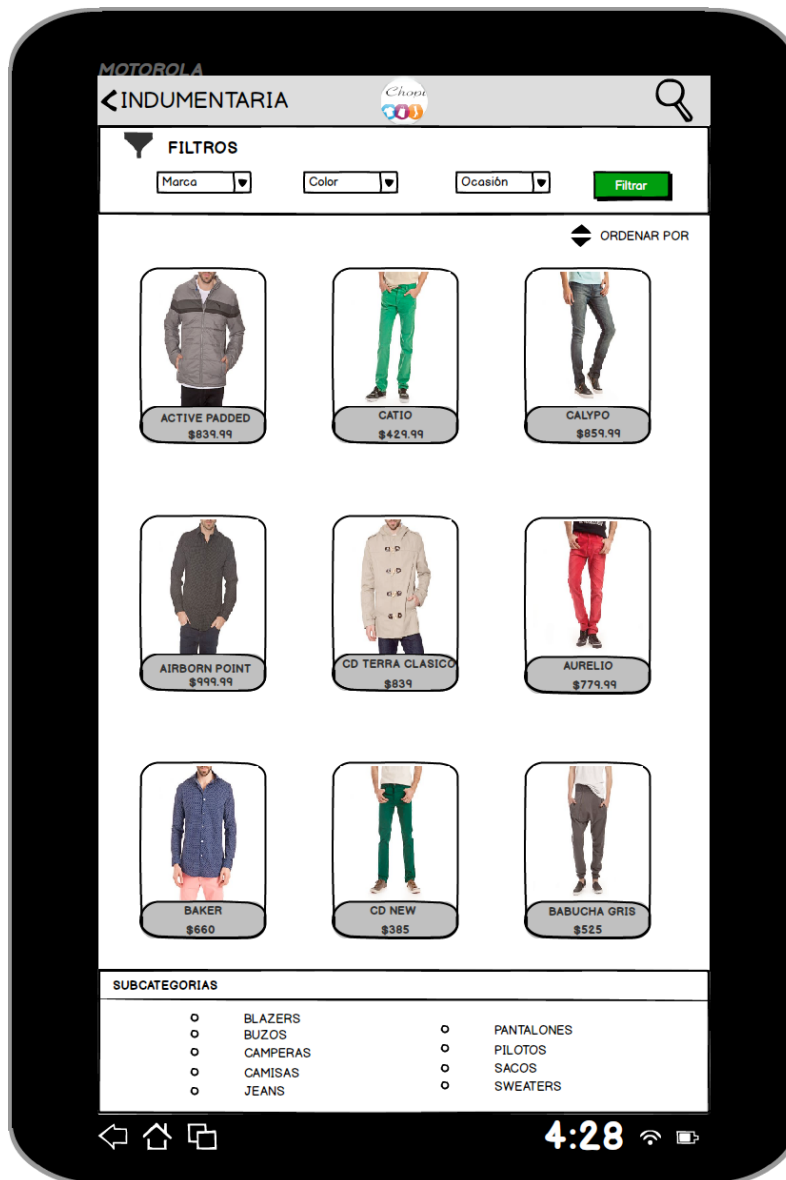 MOTOROLA
INDUMENTARIA
Chopi
FILTROS
Marca
Color
Ocasión
Filtrar
ORDENAR POR
ACTIVE PADDED
$839.99
CATIO
$429.99
CALYPO
$859.99
AIRBORN POINT
$999.99
CD TERRA CLASICO
$839
AURELIO
$779.99
BAKER
$660
CD NEW
$385
BABUCHA GRIS
$525
SUBCATEGORIAS
BLAZERS
BUZOS
CAMPERAS
CAMISAS
JEANS
PANTALONES
PILOTOS
SACOS
SWEATERS
4:28